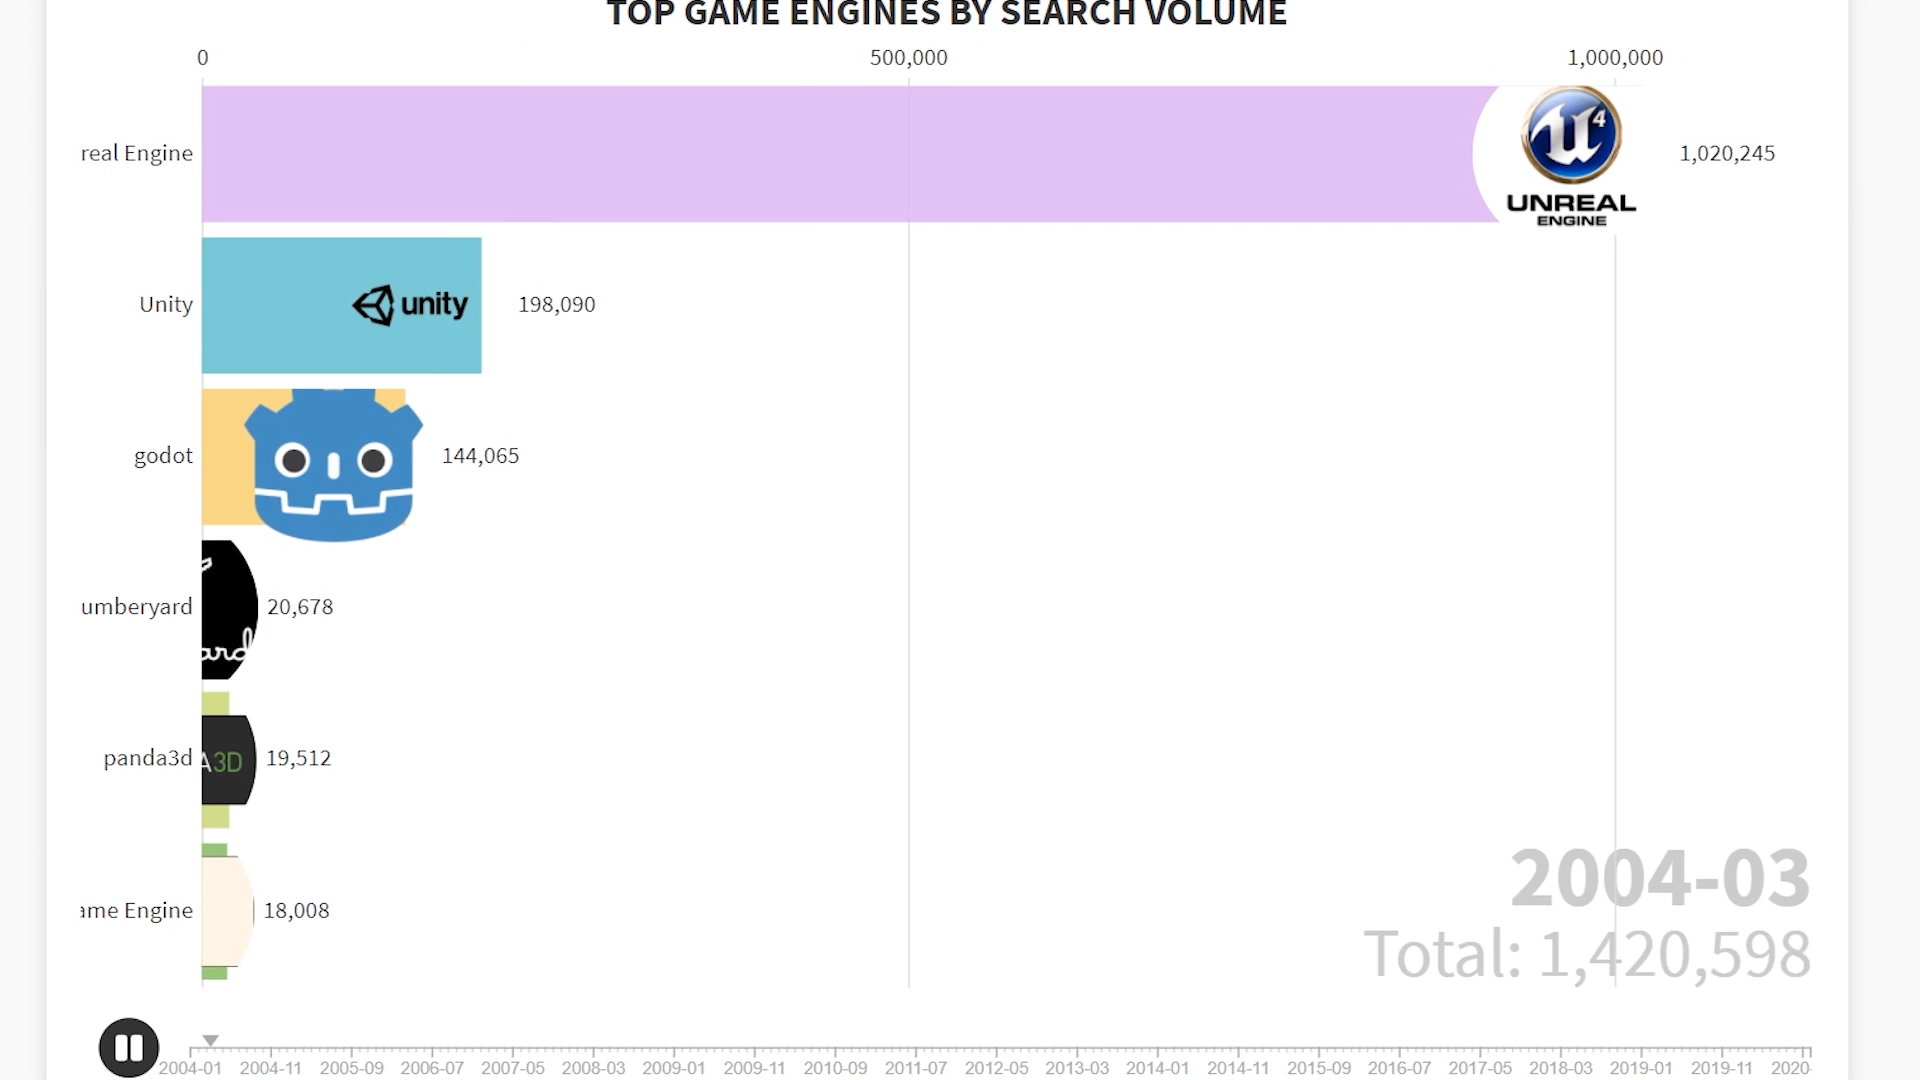 TOP GAME ENGINES BY SEARCH VOLUME
0 500,000 1,000,000
real Engine 4 UNREAL ENGINE 1,020,245
Unity unity 198,090
godot 144,065
umberyard ard 20,678
panda3d A3D 19,512
ame Engine 18,008
2004-03
Total: 1,420,598
2004-01 2004-11 2005-09 2006-07 2007-05 2008-03 2009-01 2009-11 2010-09 2011-07 2012-05 2013-03 2014-01 2014-11 2015-09 2016-07 2017-05 2018-03 2019-01 2019-11 2020-